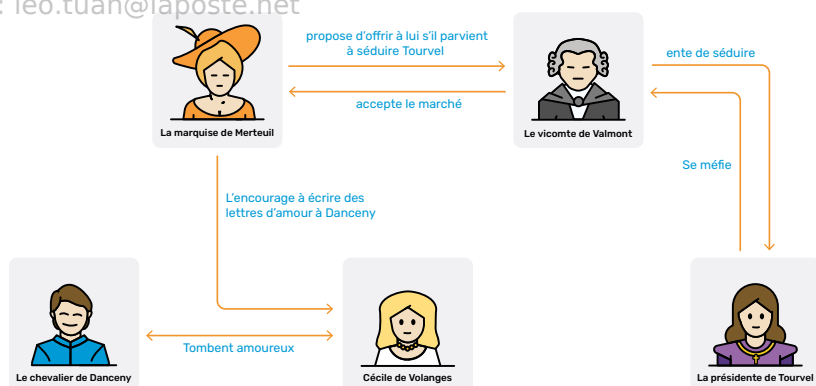 : leo.tuan@laposte.net
propose d’offrir à lui s’il parvient
à séduire Tourvel
ente de séduire
accepte le marché
La marquise de Merteuil
Le vicomte de Valmont
Se méfie
L’encourage à écrire des
lettres d’amour à Danceny
Tombent amoureux
Le chevalier de Danceny
Cécile de Volanges
La présidente de Tourvel